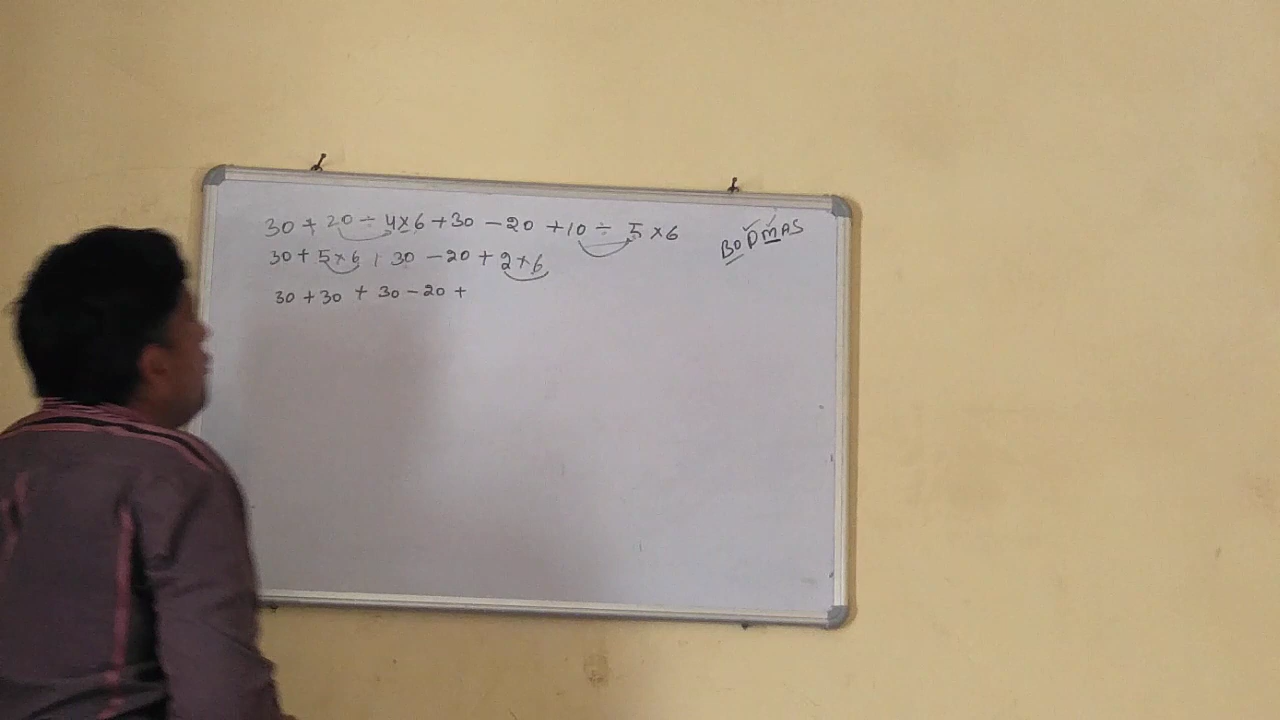 30 + 20 ÷ 4 × 6 + 30 - 20 + 10 ÷ 5 × 6
BODMAS
30 + 5 × 6 + 30 - 20 + 2 × 6
30 + 30 + 30 - 20 +